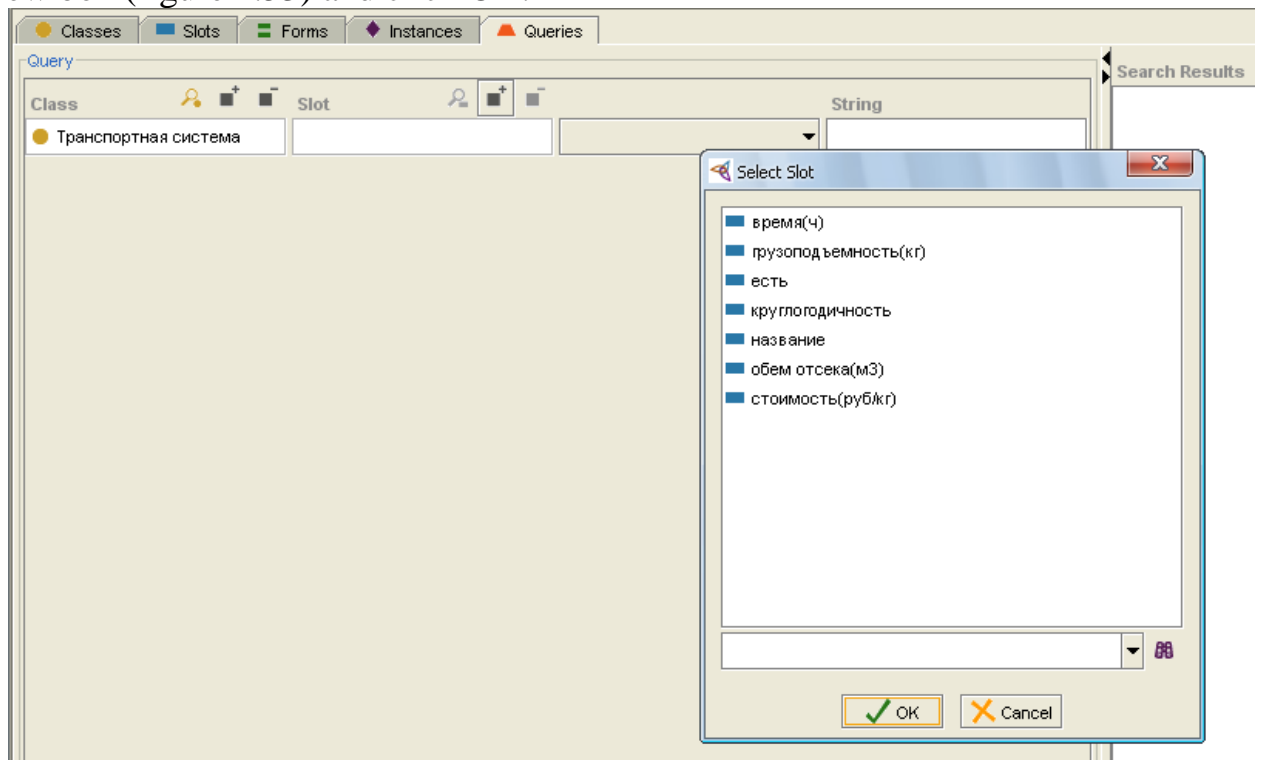 Classes Slots Forms Instances Queries
Query
Search Results
Class Slot String
Транспортная система
Select Slot
время(ч)
грузоподъемность(кг)
есть
круглогодичность
название
обем отсека(м3)
стоимость(руб/кг)
OK Cancel